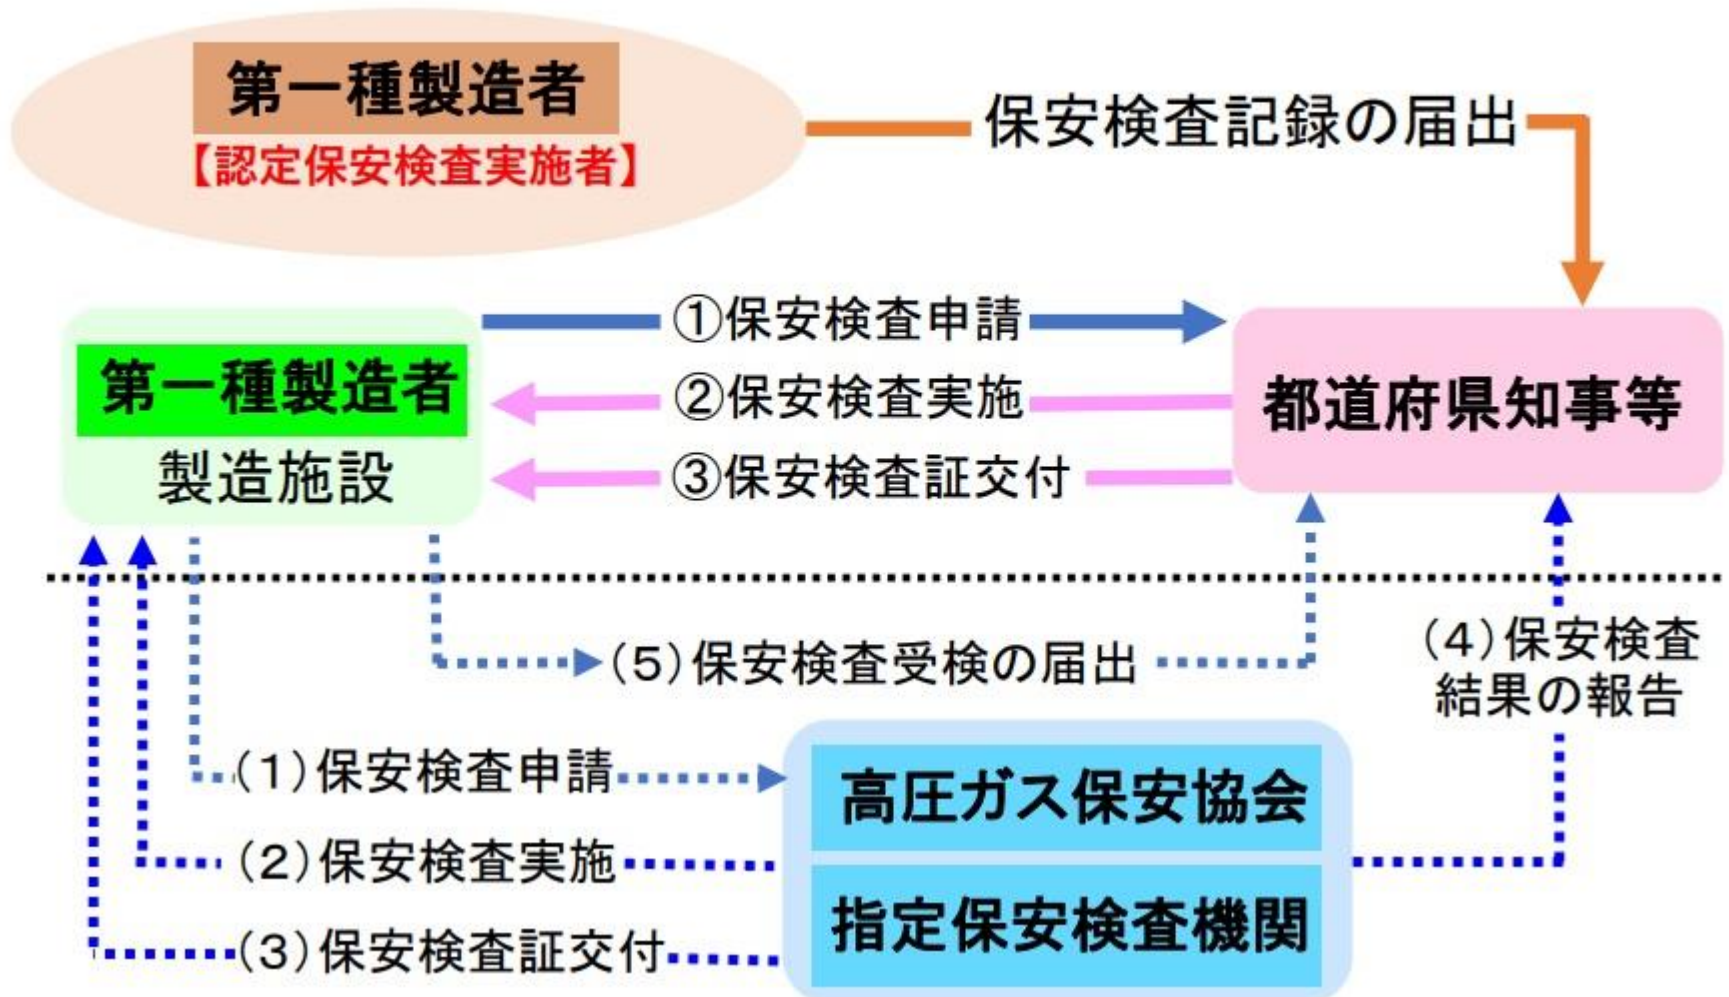 第一種製造者
【認定保安検査実施者】
保安検査記録の届出
①保安検査申請
第一種製造者
製造施設
②保安検査実施
都道府県知事等
③保安検査証交付
(5)保安検査受検の届出
(4)保安検査
結果の報告
(1)保安検査申請
高圧ガス保安協会
(2)保安検査実施
指定保安検査機関
(3)保安検査証交付